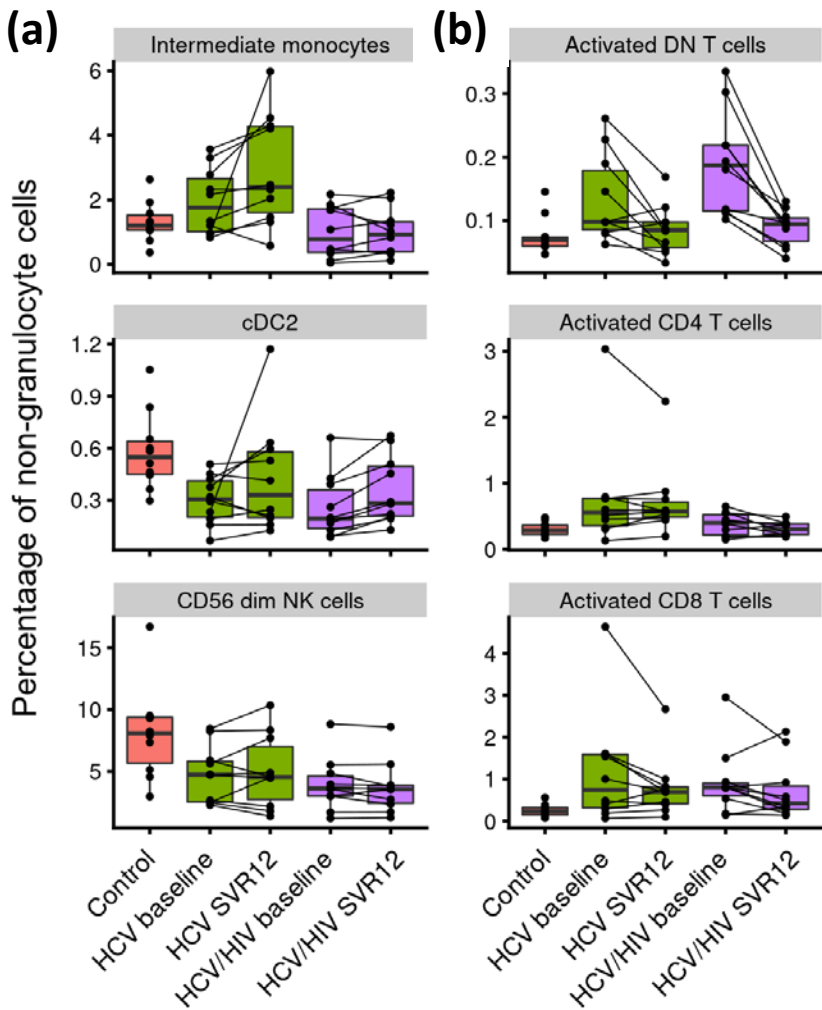 (a)
(b)
Percentaage of non-granulocyte cells
Intermediate monocytes
6
4
2
0
Activated DN T cells
0.3
0.2
0.1
cDC2
1.2
0.9
0.6
0.3
Activated CD4 T cells
3
2
1
0
CD56 dim NK cells
15
10
5
Activated CD8 T cells
4
3
2
1
0
Control
HCV baseline
HCV SVR12
HCV/HIV baseline
HCV/HIV SVR12
Control
HCV baseline
HCV SVR12
HCV/HIV baseline
HCV/HIV SVR12